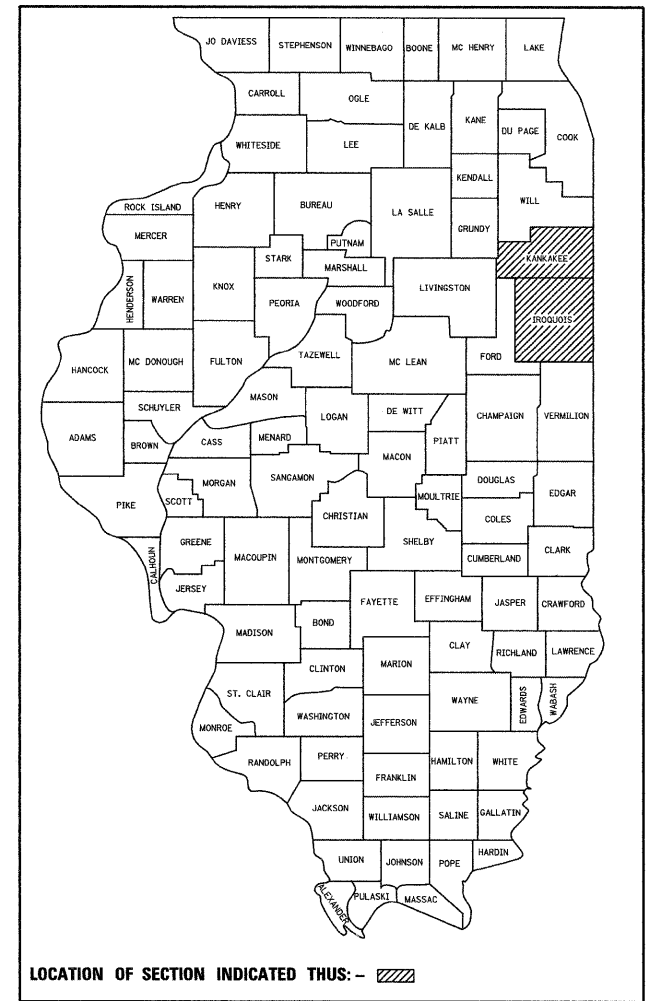 JO DAVIESS
STEPHENSON
WINNEBAGO
BOONE
MC HENRY
LAKE
CARROLL
OGLE
DE KALB
KANE
DU PAGE
COOK
WHITESIDE
LEE
KENDALL
WILL
ROCK ISLAND
HENRY
BUREAU
LA SALLE
GRUNDY
MERCER
PUTNAM
KANKAKEE
STARK
MARSHALL
HENDERSON
WARREN
KNOX
PEORIA
WOODFORD
LIVINGSTON
IROQUOIS
HANCOCK
MC DONOUGH
FULTON
TAZEWELL
MC LEAN
FORD
MASON
SCHUYLER
LOGAN
DE WITT
CHAMPAIGN
VERMILION
ADAMS
BROWN
CASS
MENARD
MACON
PIATT
MORGAN
SANGAMON
DOUGLAS
EDGAR
PIKE
SCOTT
CHRISTIAN
MOULTRIE
COLES
GREENE
MACOUPIN
MONTGOMERY
SHELBY
CUMBERLAND
CLARK
CALHOUN
JERSEY
FAYETTE
EFFINGHAM
JASPER
CRAWFORD
MADISON
BOND
CLAY
RICHLAND
LAWRENCE
CLINTON
MARION
ST. CLAIR
WAYNE
EDWARDS
WABASH
WASHINGTON
JEFFERSON
MONROE
RANDOLPH
PERRY
HAMILTON
WHITE
FRANKLIN
JACKSON
WILLIAMSON
SALINE
GALLATIN
UNION
JOHNSON
POPE
HARDIN
ALEXANDER
PULASKI
MASSAC
LOCATION OF SECTION INDICATED THUS: -